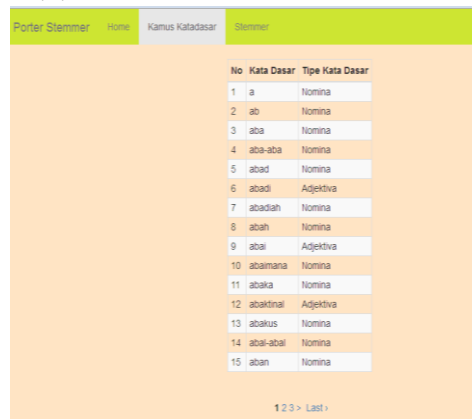 Porter Stemmer Home Kamus Katadasar Stemmer
No Kata Dasar Tipe Kata Dasar
1 a Nomina
2 ab Nomina
3 aba Nomina
4 aba-aba Nomina
5 abad Nomina
6 abadi Adjektiva
7 abadiah Nomina
8 abah Nomina
9 abai Adjektiva
10 abaimana Nomina
11 abaka Nomina
12 abaktinal Adjektiva
13 abakus Nomina
14 abal-abal Nomina
15 aban Nomina
1 2 3 > Last ›